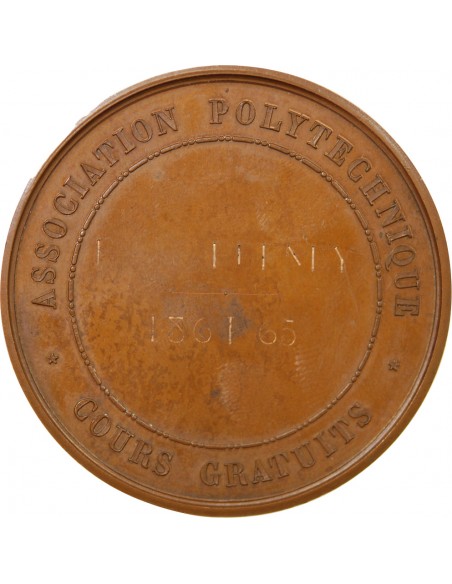 ASSOCIATION POLYTECHNIQUE
* COURS GRATUITS *